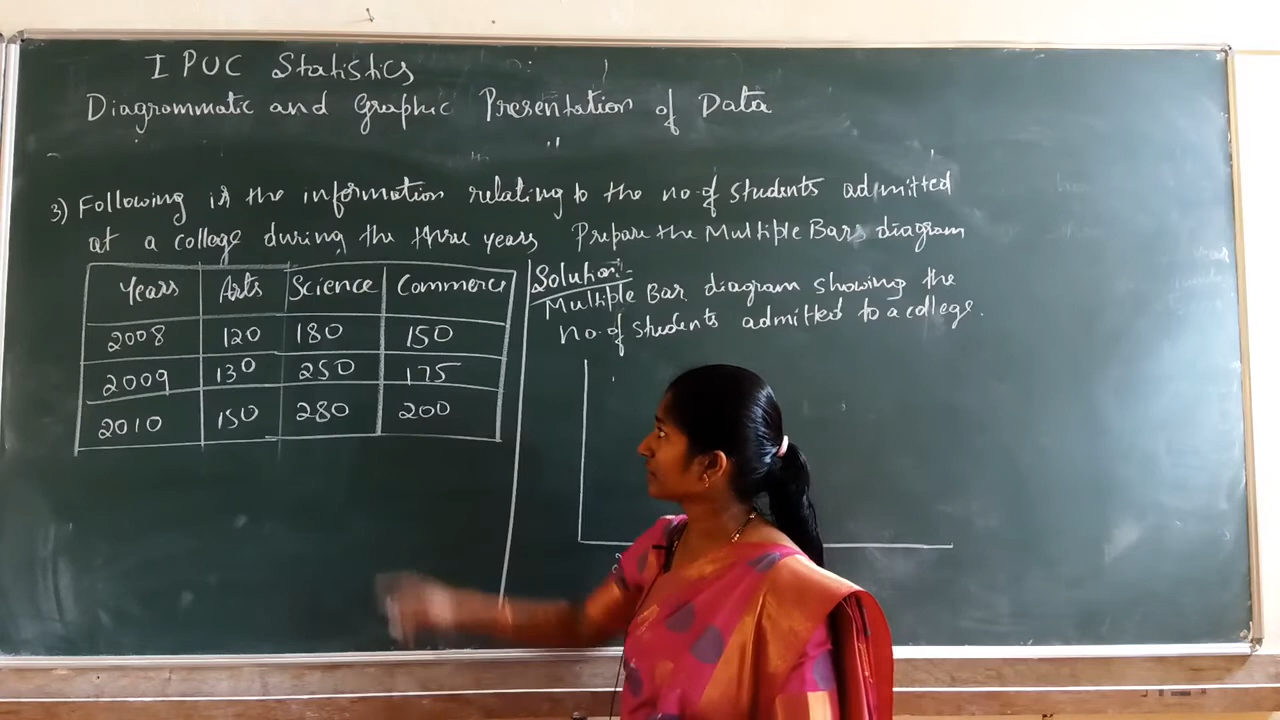 I PUC Statistics
Diagrammatic and Graphic Presentation of Data
3) Following is the information relating to the no. of students admitted
at a college during the three years, Prepare the Multiple Bars diagram
Years Arts Science Commerce
2008 120 180 150
2009 130 250 175
2010 150 280 200
Solution:-
Multiple Bar diagram showing the
no. of students admitted to a college.